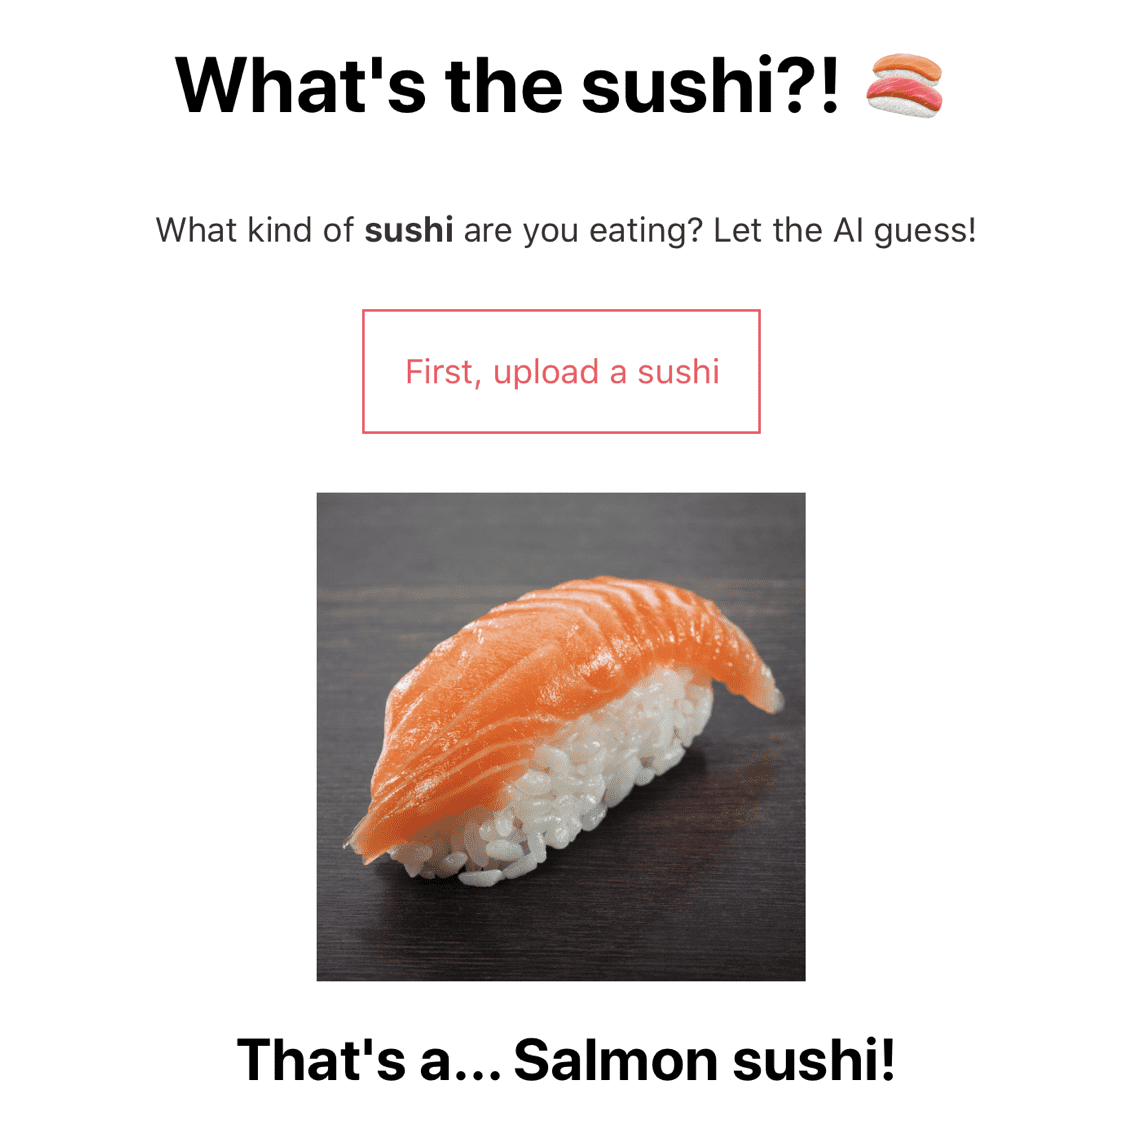 What's the sushi?! 🍣
What kind of sushi are you eating? Let the AI guess!
First, upload a sushi
That's a... Salmon sushi!